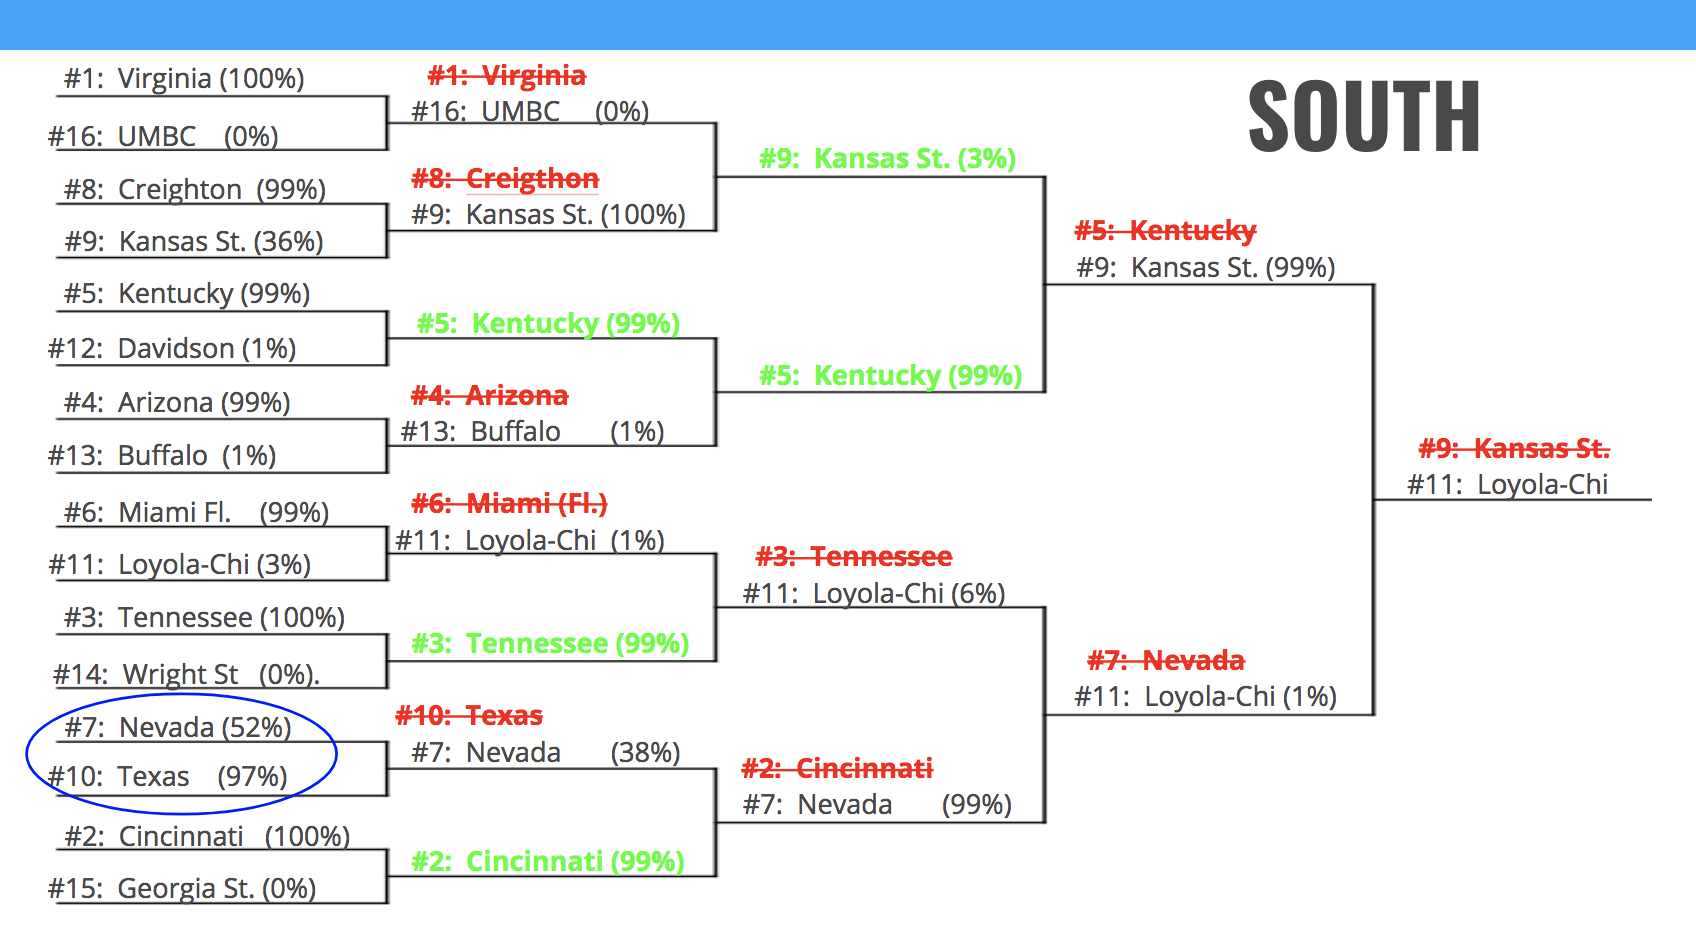 SOUTH
#1: Virginia (100%)
#16: UMBC (0%)
#8: Creighton (99%)
#9: Kansas St. (36%)
#5: Kentucky (99%)
#12: Davidson (1%)
#4: Arizona (99%)
#13: Buffalo (1%)
#6: Miami Fl. (99%)
#11: Loyola-Chi (3%)
#3: Tennessee (100%)
#14: Wright St (0%).
#7: Nevada (52%)
#10: Texas (97%)
#2: Cincinnati (100%)
#15: Georgia St. (0%)
#1: Virginia
#16: UMBC (0%)
#8: Creigthon
#9: Kansas St. (100%)
#5: Kentucky (99%)
#4: Arizona
#13: Buffalo (1%)
#6: Miami (Fl.)
#11: Loyola-Chi (1%)
#3: Tennessee (99%)
#10: Texas
#7: Nevada (38%)
#2: Cincinnati (99%)
#9: Kansas St. (3%)
#5: Kentucky (99%)
#3: Tennessee
#11: Loyola-Chi (6%)
#2: Cincinnati
#7: Nevada (99%)
#5: Kentucky
#9: Kansas St. (99%)
#7: Nevada
#11: Loyola-Chi (1%)
#9: Kansas St.
#11: Loyola-Chi